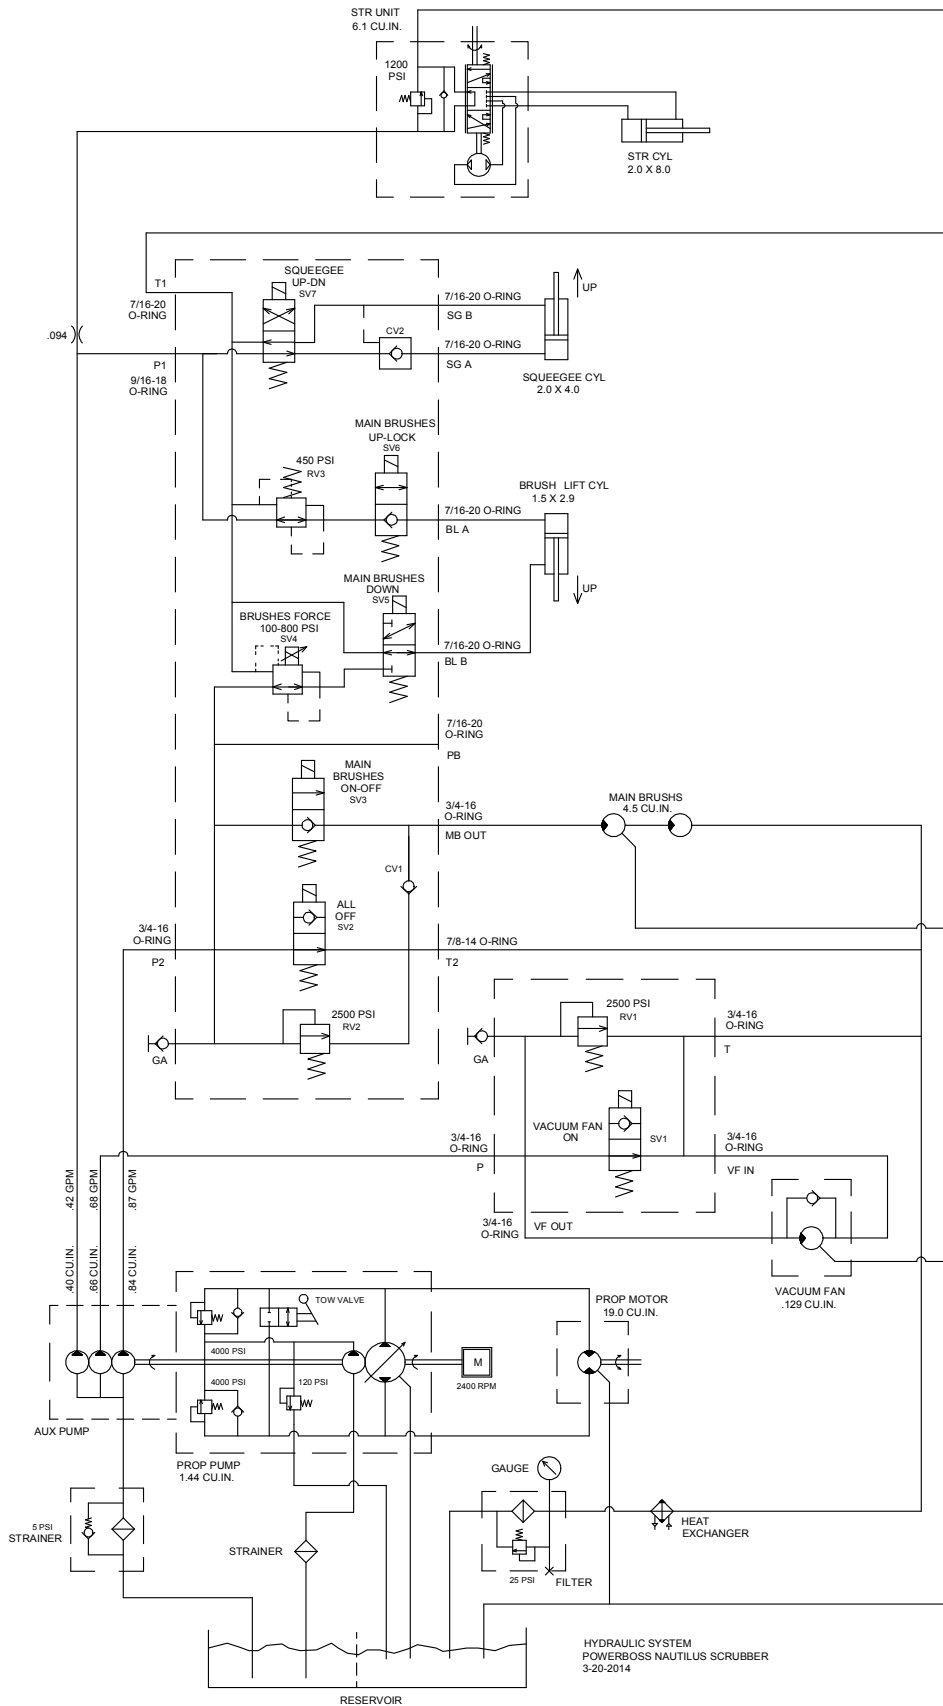 STR UNIT
6.1 CU.IN.
1200
PSI
STR CYL
2.0 X 8.0
T1
7/16-20
O-RING
SQUEEGEE
UP-DN
SV7
7/16-20 O-RING
SG B
UP
.094
CV2
P1
9/16-18
O-RING
7/16-20 O-RING
SG A
SQUEEGEE CYL
2.0 X 4.0
MAIN BRUSHES
UP-LOCK
SV6
450 PSI
RV3
BRUSH LIFT CYL
1.5 X 2.9
7/16-20 O-RING
BL A
MAIN BRUSHES
DOWN
SV5
UP
BRUSHES FORCE
100-800 PSI
SV4
7/16-20 O-RING
BL B
7/16-20
O-RING
PB
MAIN
BRUSHES
ON-OFF
SV3
3/4-16
O-RING
MB OUT
MAIN BRUSHS
4.5 CU.IN.
CV1
ALL
OFF
SV2
3/4-16
O-RING
P2
7/8-14 O-RING
T2
2500 PSI
RV2
GA
2500 PSI
RV1
GA
3/4-16
O-RING
T
VACUUM FAN
ON
SV1
3/4-16
O-RING
P
3/4-16
O-RING
VF IN
3/4-16
O-RING
VF OUT
.42 GPM
.68 GPM
.87 GPM
.40 CU.IN.
.66 CU.IN.
.84 CU.IN.
VACUUM FAN
.129 CU.IN.
TOW VALVE
PROP MOTOR
19.0 CU.IN.
4000 PSI
4000 PSI
120 PSI
M
2400 RPM
AUX PUMP
PROP PUMP
1.44 CU.IN.
GAUGE
5 PSI
STRAINER
STRAINER
HEAT
EXCHANGER
25 PSI
FILTER
HYDRAULIC SYSTEM
POWERBOSS NAUTILUS SCRUBBER
3-20-2014
RESERVOIR